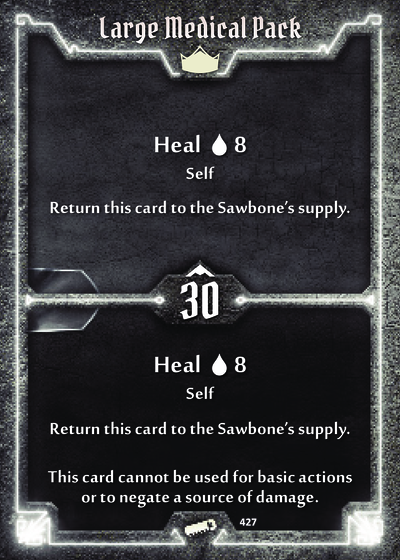 Large Medical Pack
Heal 8
Self
Return this card to the Sawbone's supply.
30
Heal 8
Self
Return this card to the Sawbone's supply.
This card cannot be used for basic actions
or to negate a source of damage.
427